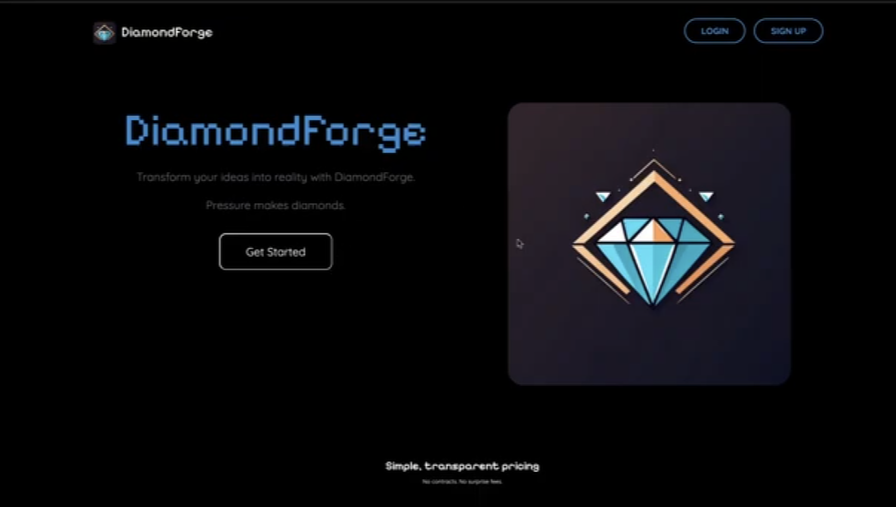 DiamondForge
LOGIN
SIGN UP
DiamondForge
Transform your ideas into reality with DiamondForge.
Pressure makes diamonds.
Get Started
Simple, transparent pricing
No contracts. No surprise fees.